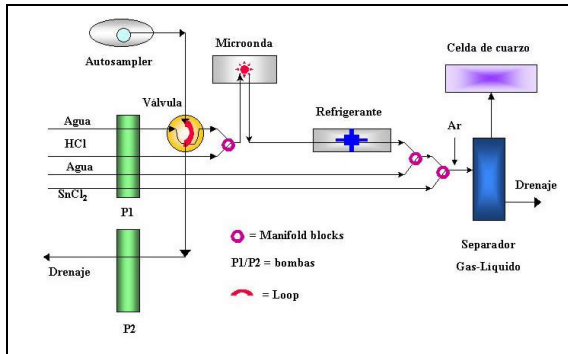 Autosampler
Microonda
Celda de cuarzo
Válvula
Refrigerante
Agua
HCl
Agua
SnCl₂
Ar
P1
Drenaje
Separador
Gas-Líquido
= Manifold blocks
P1/P2 = bombas
= Loop
Drenaje
P2